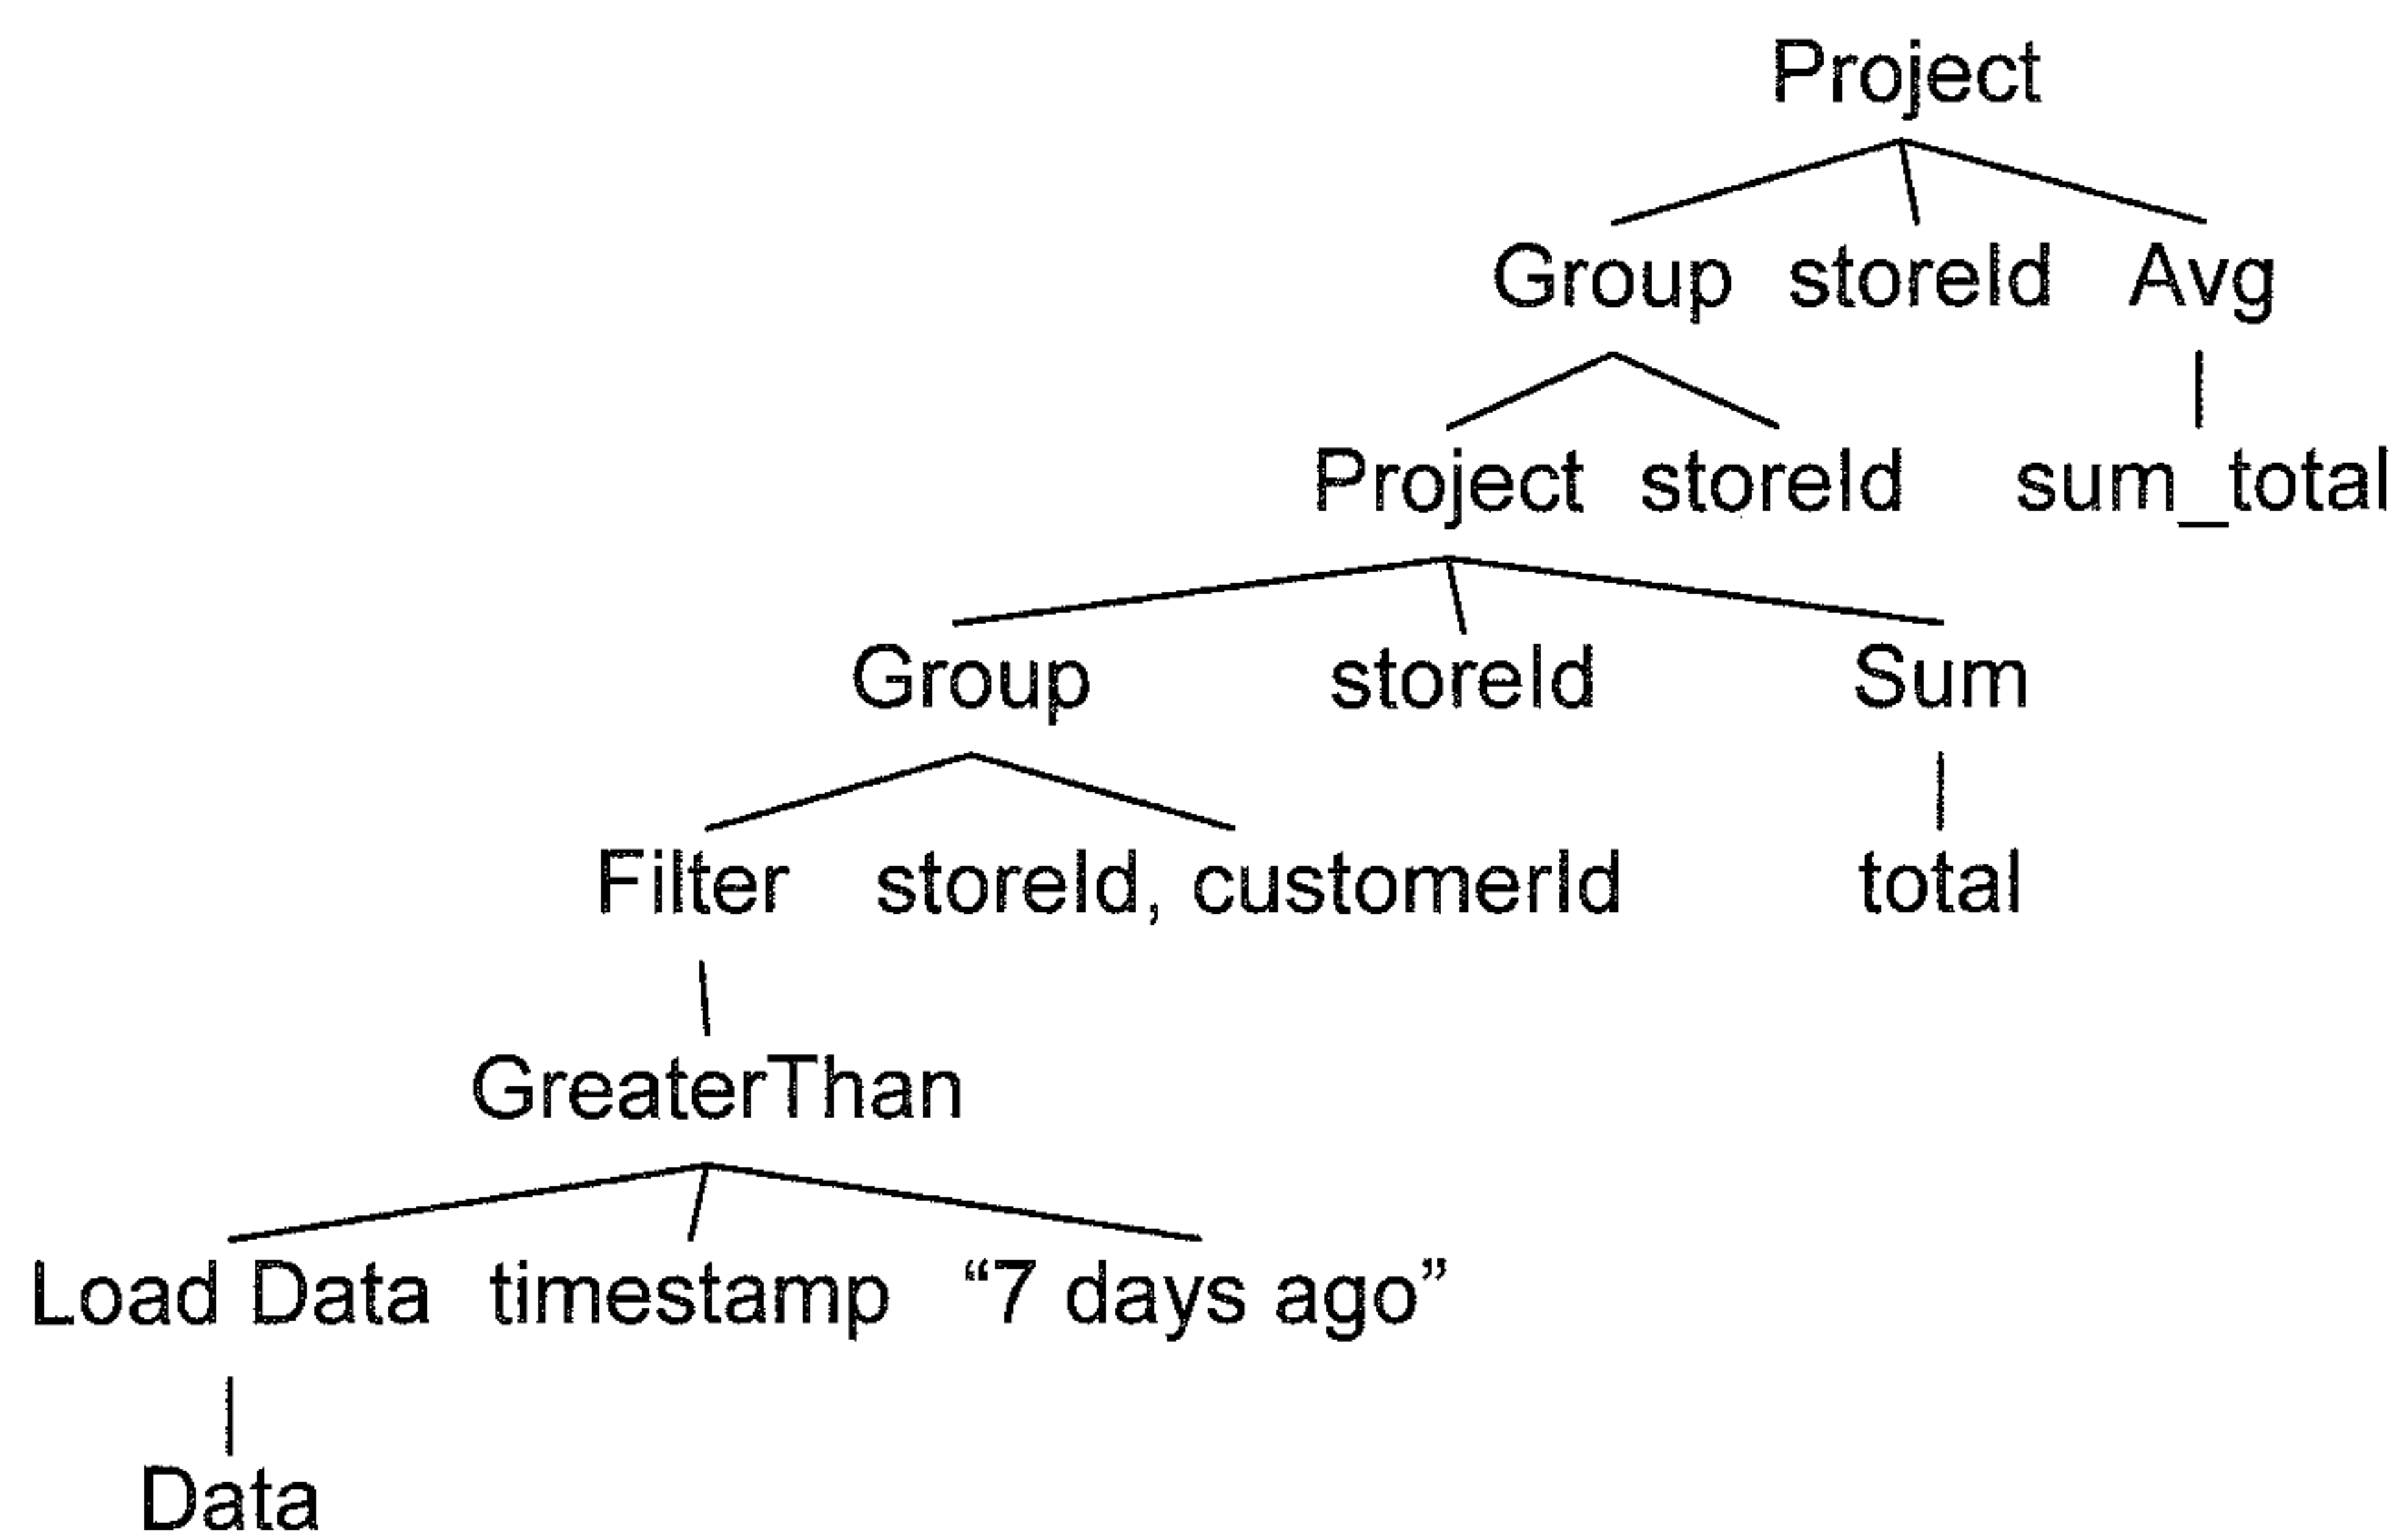 Project
Group storeId Avg
Project storeId sum_total
Group storeId Sum
Filter storeId, customerId total
GreaterThan
Load Data timestamp “7 days ago”
Data